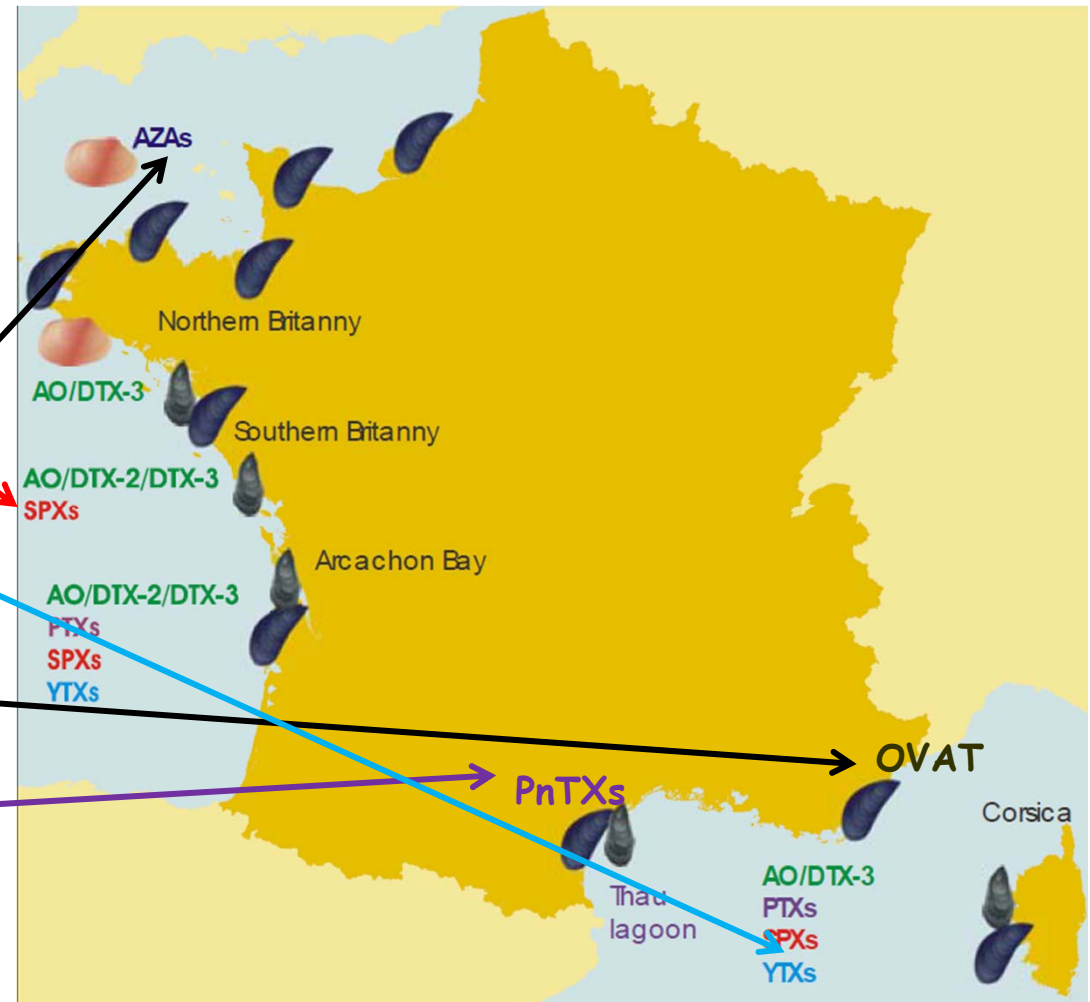 AZAs
Northern Britanny
AO/DTX-3
Southern Britanny
AO/DTX-2/DTX-3
SPXs
Arcachon Bay
AO/DTX-2/DTX-3
PTXs
SPXs
YTXs
OVAT
PnTXs
Corsica
AO/DTX-3
PTXs
SPXs
YTXs
Thau
lagoon